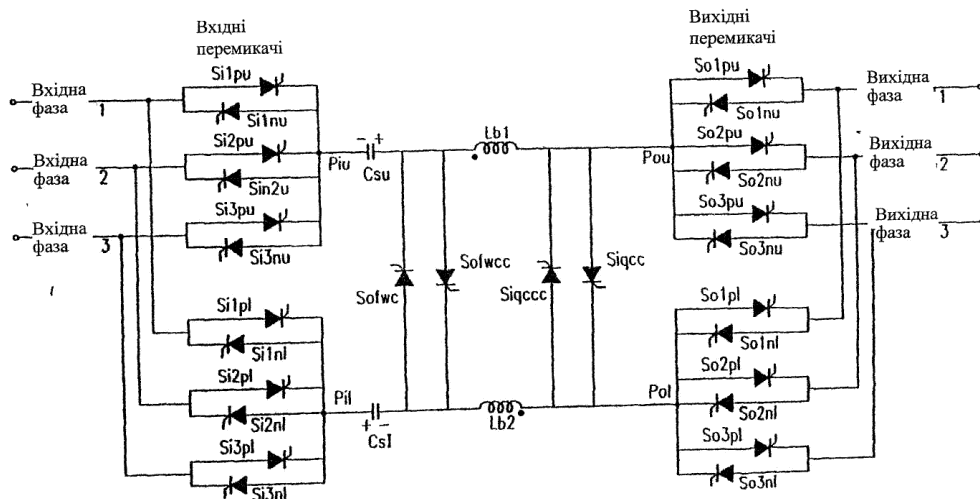 Вхідні
перемикачі
Вихідні
перемикачі
Si1pu
So1pu
Вхідна
фаза
1
Si1nu
So1nu
Вихідна
фаза
1
Si2pu
Lb1
So2pu
Вхідна
фаза
2
Piu
- +
Csu
Pou
Sin2u
So2nu
Вихідна
фаза
2
Si3pu
So3pu
Вхідна
фаза
3
Si3nu
So3nu
Вихідна
фаза
3
Sofwc
Sofwcc
Siqccc
Siqcc
Si1pl
So1pl
Si1nl
So1nl
Si2pl
So2pl
Pil
+ -
CsI
Lb2
Pol
Si2nl
So2nl
Si3pl
So3pl
Si3nl
So3nl